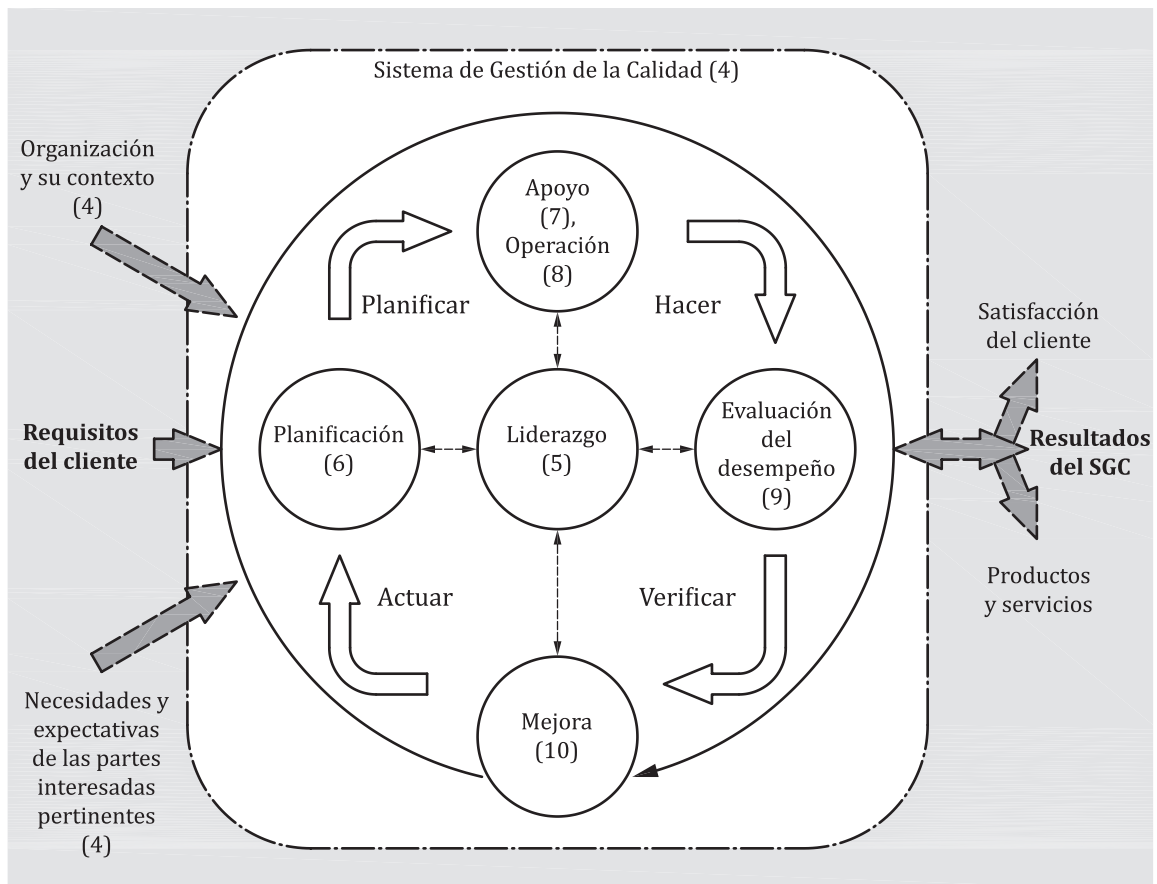 Sistema de Gestión de la Calidad (4)
Organización
y su contexto
(4)
Apoyo
(7),
Operación
(8)
Planificar
Hacer
Satisfacción
del cliente
Requisitos
del cliente
Planificación
(6)
Liderazgo
(5)
Evaluación
del
desempeño
(9)
Resultados
del SGC
Actuar
Verificar
Productos
y servicios
Necesidades y
expectativas
de las partes
interesadas
pertinentes
(4)
Mejora
(10)